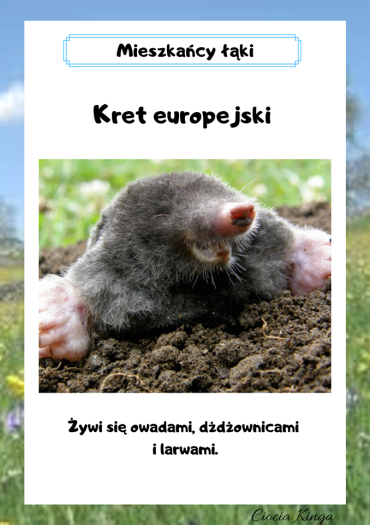 Mieszkańcy łąki
Kret europejski
Żywi się owadami, dżdżownicami
i larwami.
Ciocia Kinga